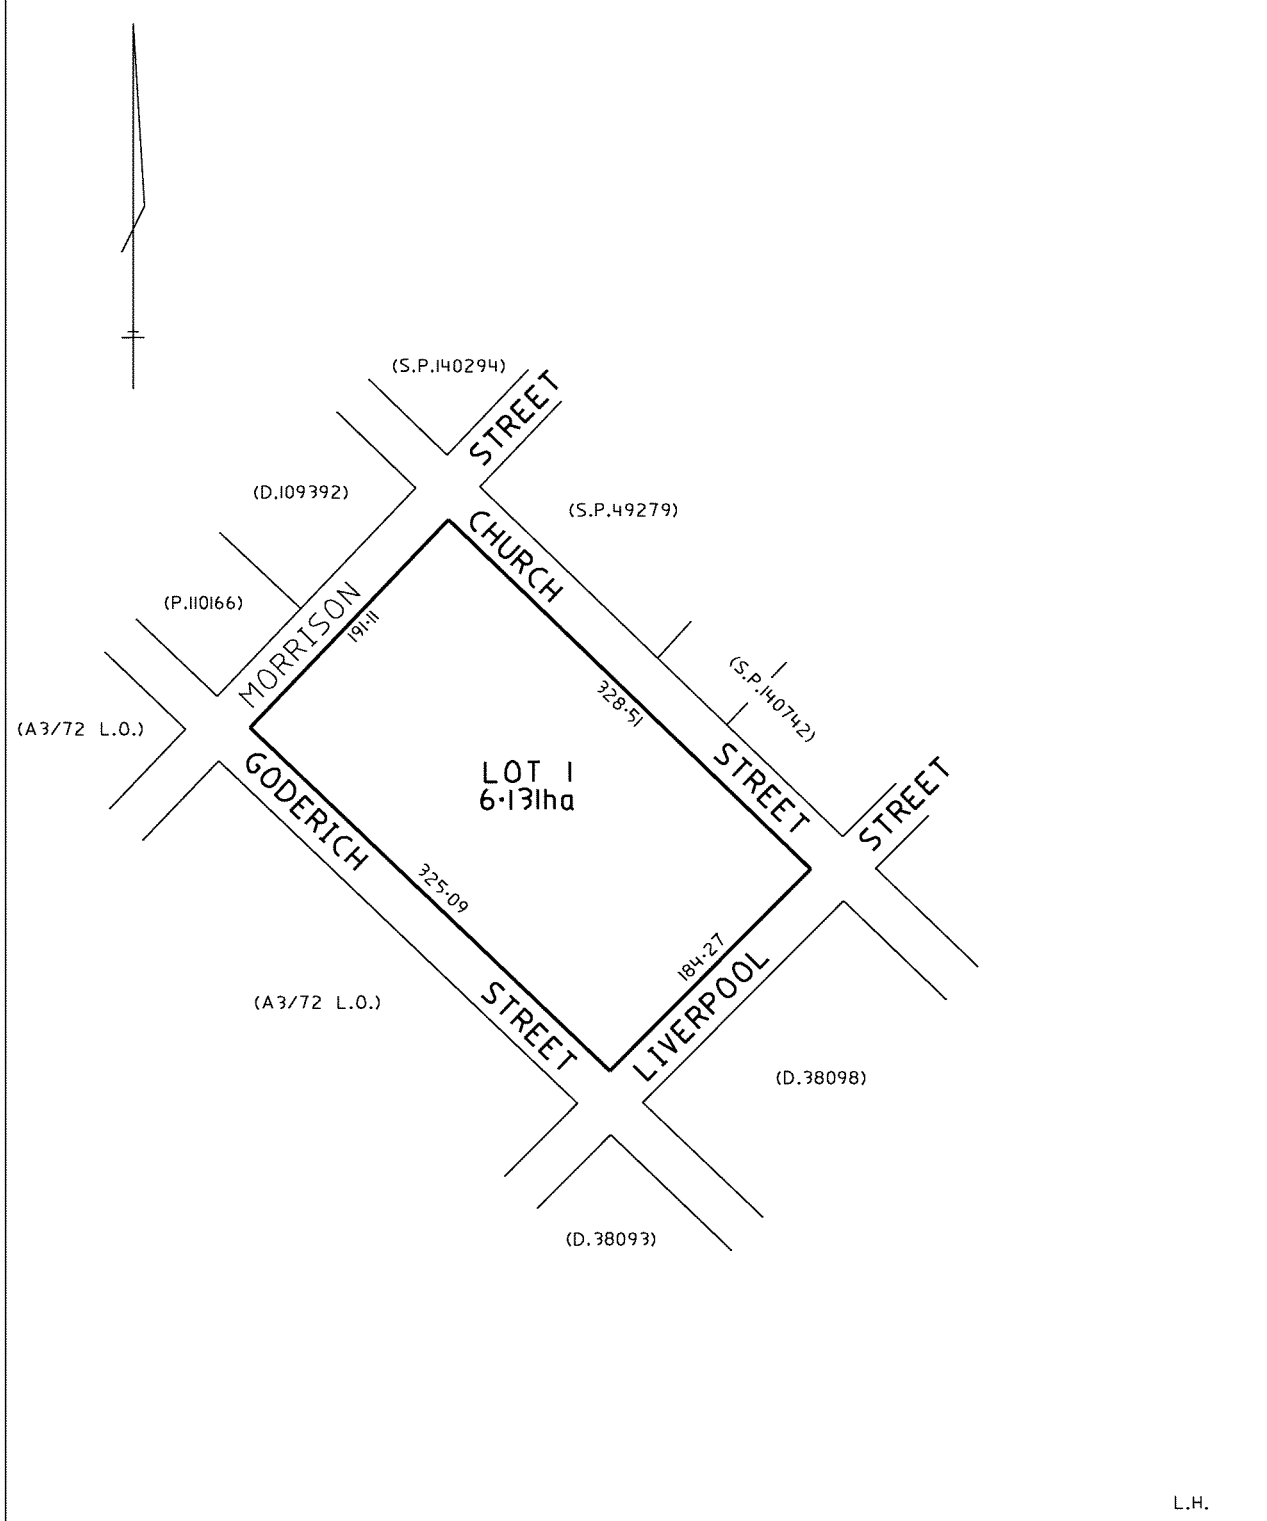 (S.P.140294)
STREET
(D.109392)
(S.P.49279)
CHURCH
(P.110166)
MORRISON
191·11
(S.P.140742)
328·51
(A3/72 L.O.)
GODERICH
LOT 1
6·131ha
STREET
STREET
325·09
184·27
LIVERPOOL
(A3/72 L.O.)
STREET
(D.38098)
(D.38093)
L.H.